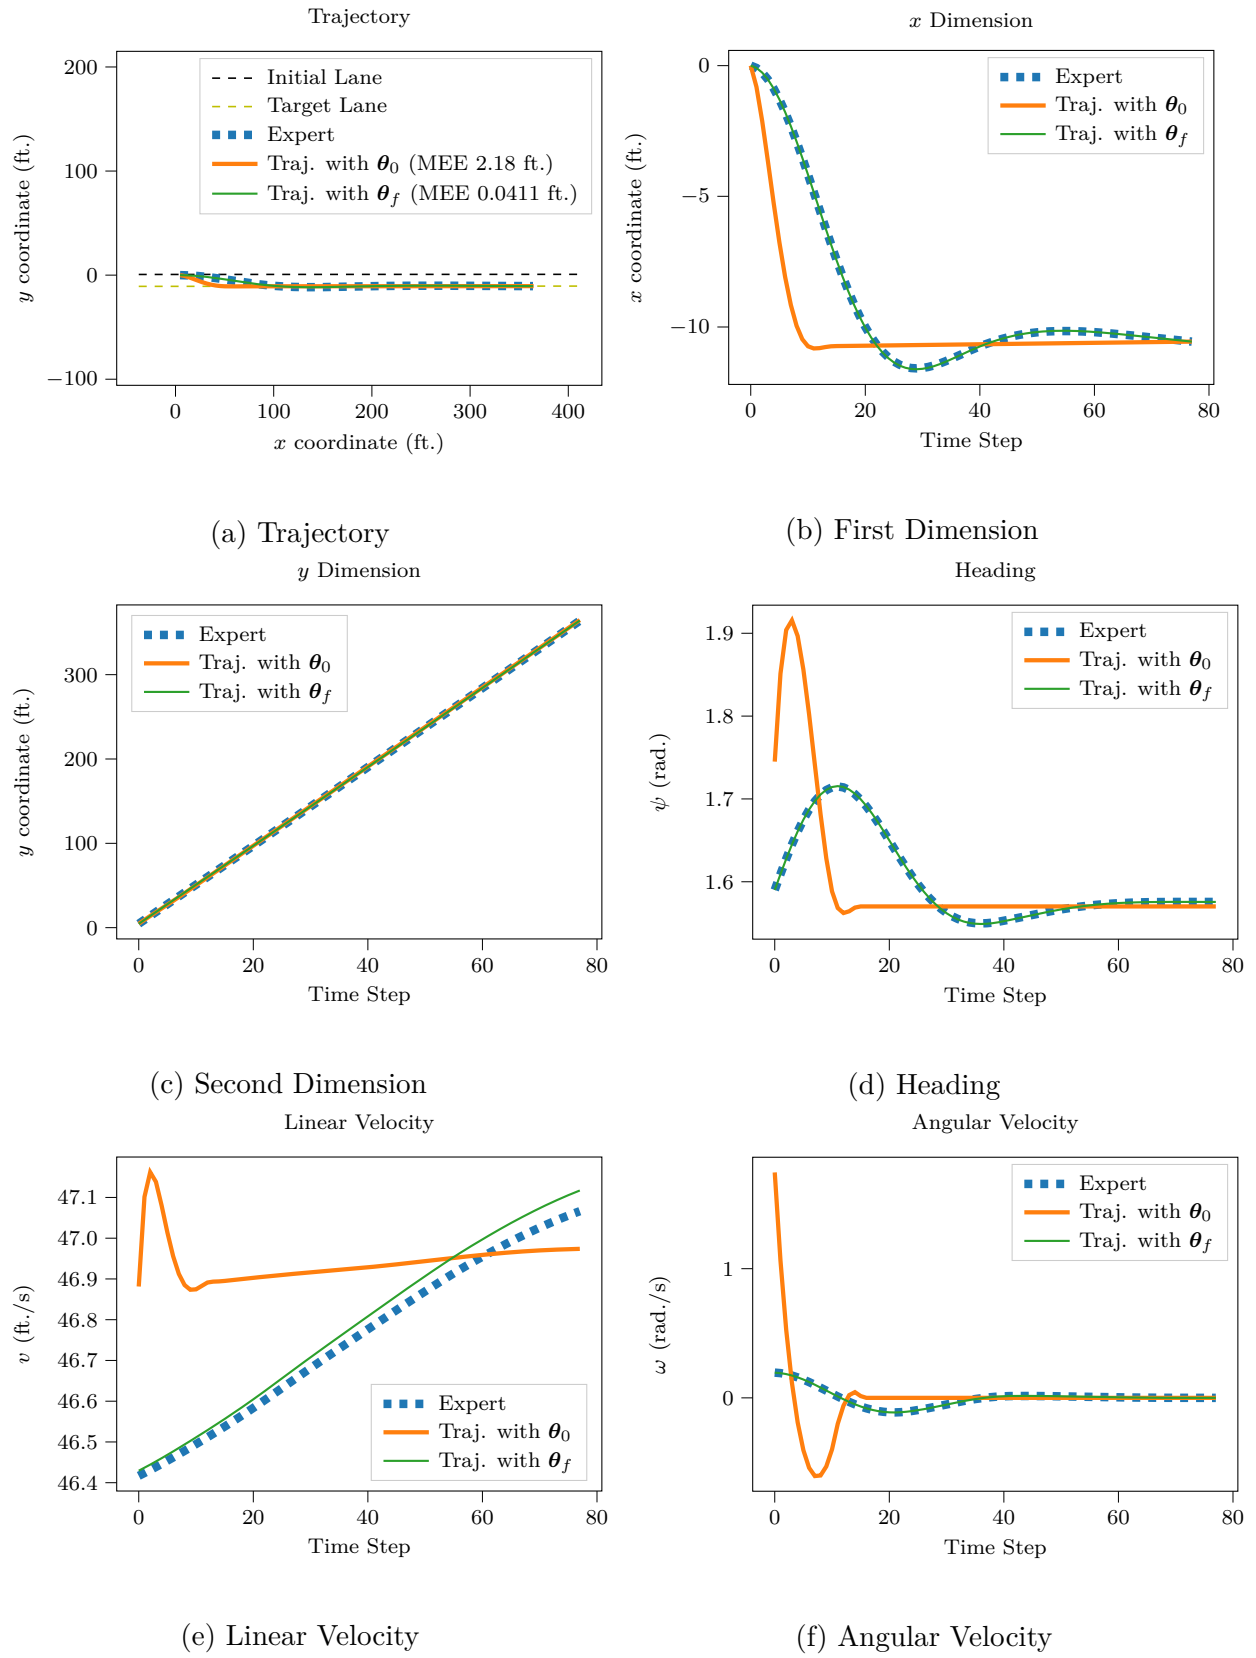 Trajectory
200
100
0
−100
y coordinate (ft.)
Initial Lane
Target Lane
Expert
Traj. with θ0 (MEE 2.18 ft.)
Traj. with θf (MEE 0.0411 ft.)
0 100 200 300 400
x coordinate (ft.)
(a) Trajectory
x Dimension
0
−5
−10
x coordinate (ft.)
Expert
Traj. with θ0
Traj. with θf
0 20 40 60 80
Time Step
(b) First Dimension
y Dimension
300
200
100
0
y coordinate (ft.)
Expert
Traj. with θ0
Traj. with θf
0 20 40 60 80
Time Step
(c) Second Dimension
Heading
1.9
1.8
1.7
1.6
ψ (rad.)
Expert
Traj. with θ0
Traj. with θf
0 20 40 60 80
Time Step
(d) Heading
Linear Velocity
47.1
47.0
46.9
46.8
46.7
46.6
46.5
46.4
v (ft./s)
Expert
Traj. with θ0
Traj. with θf
0 20 40 60 80
Time Step
(e) Linear Velocity
Angular Velocity
1
0
ω (rad./s)
Expert
Traj. with θ0
Traj. with θf
0 20 40 60 80
Time Step
(f) Angular Velocity